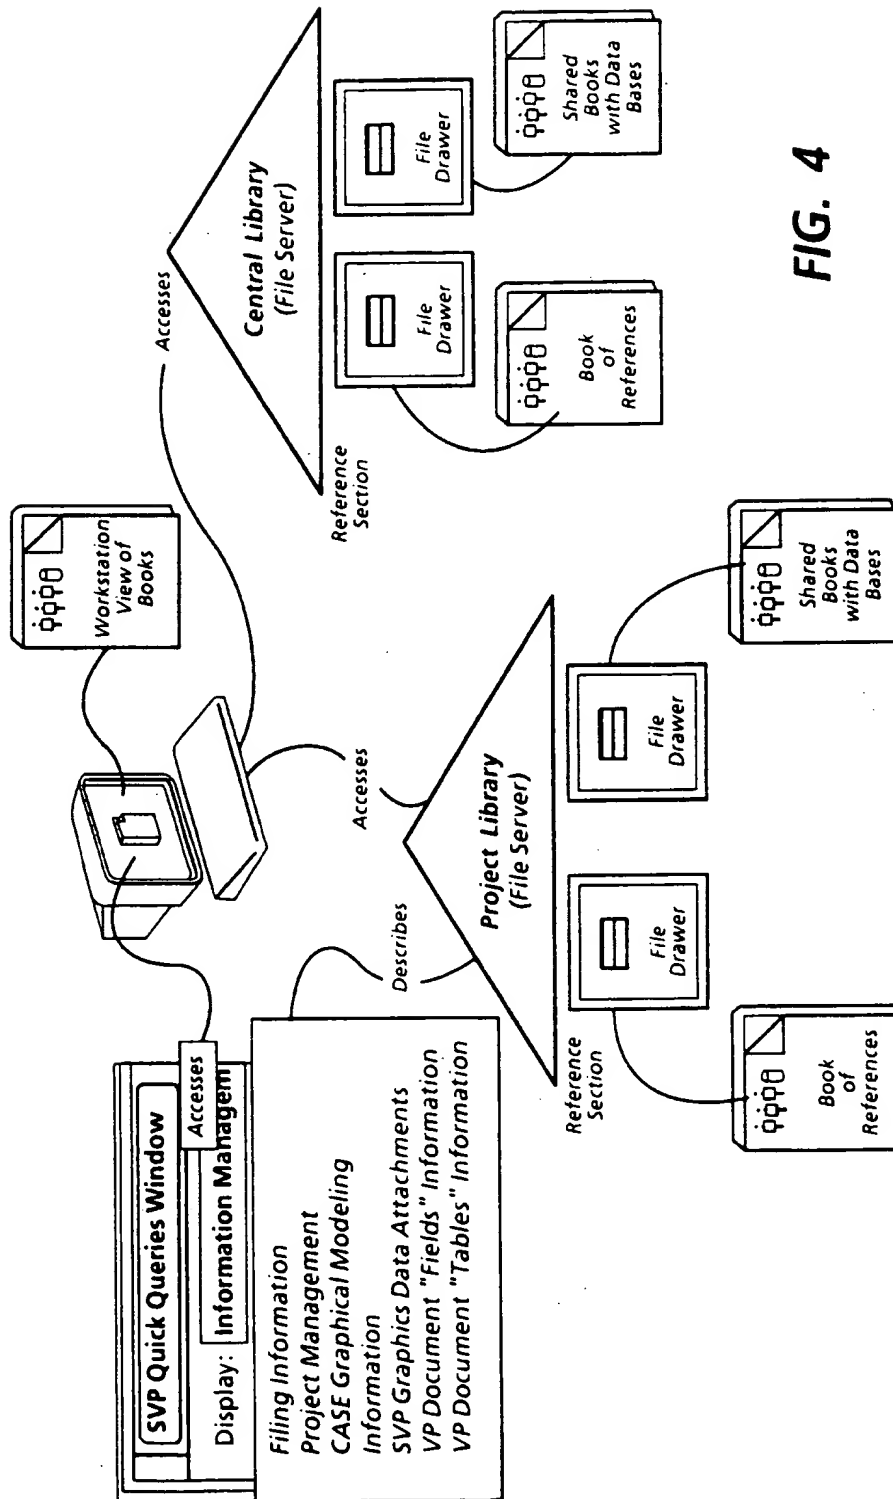 SVP Quick Queries Window
Display: Information Managem
Accesses
Filing Information
Project Management
CASE Graphical Modeling
Information
SVP Graphics Data Attachments
VP Document "Fields" Information
VP Document "Tables" Information
Describes
Accesses
Workstation
View of
Books
Accesses
Project Library
(File Server)
Reference
Section
File
Drawer
File
Drawer
Book
of
References
Shared
Books
with Data
Bases
Central Library
(File Server)
Reference
Section
File
Drawer
File
Drawer
Book
of
References
Shared
Books
with Data
Bases
FIG. 4